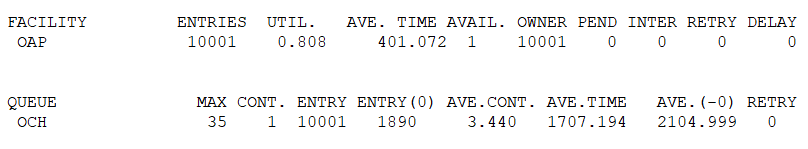 FACILITY ENTRIES UTIL. AVE. TIME AVAIL. OWNER PEND INTER RETRY DELAY
OAP 10001 0.808 401.072 1 10001 0 0 0 0
QUEUE MAX CONT. ENTRY ENTRY(0) AVE.CONT. AVE.TIME AVE.(-0) RETRY
OCH 35 1 10001 1890 3.440 1707.194 2104.999 0